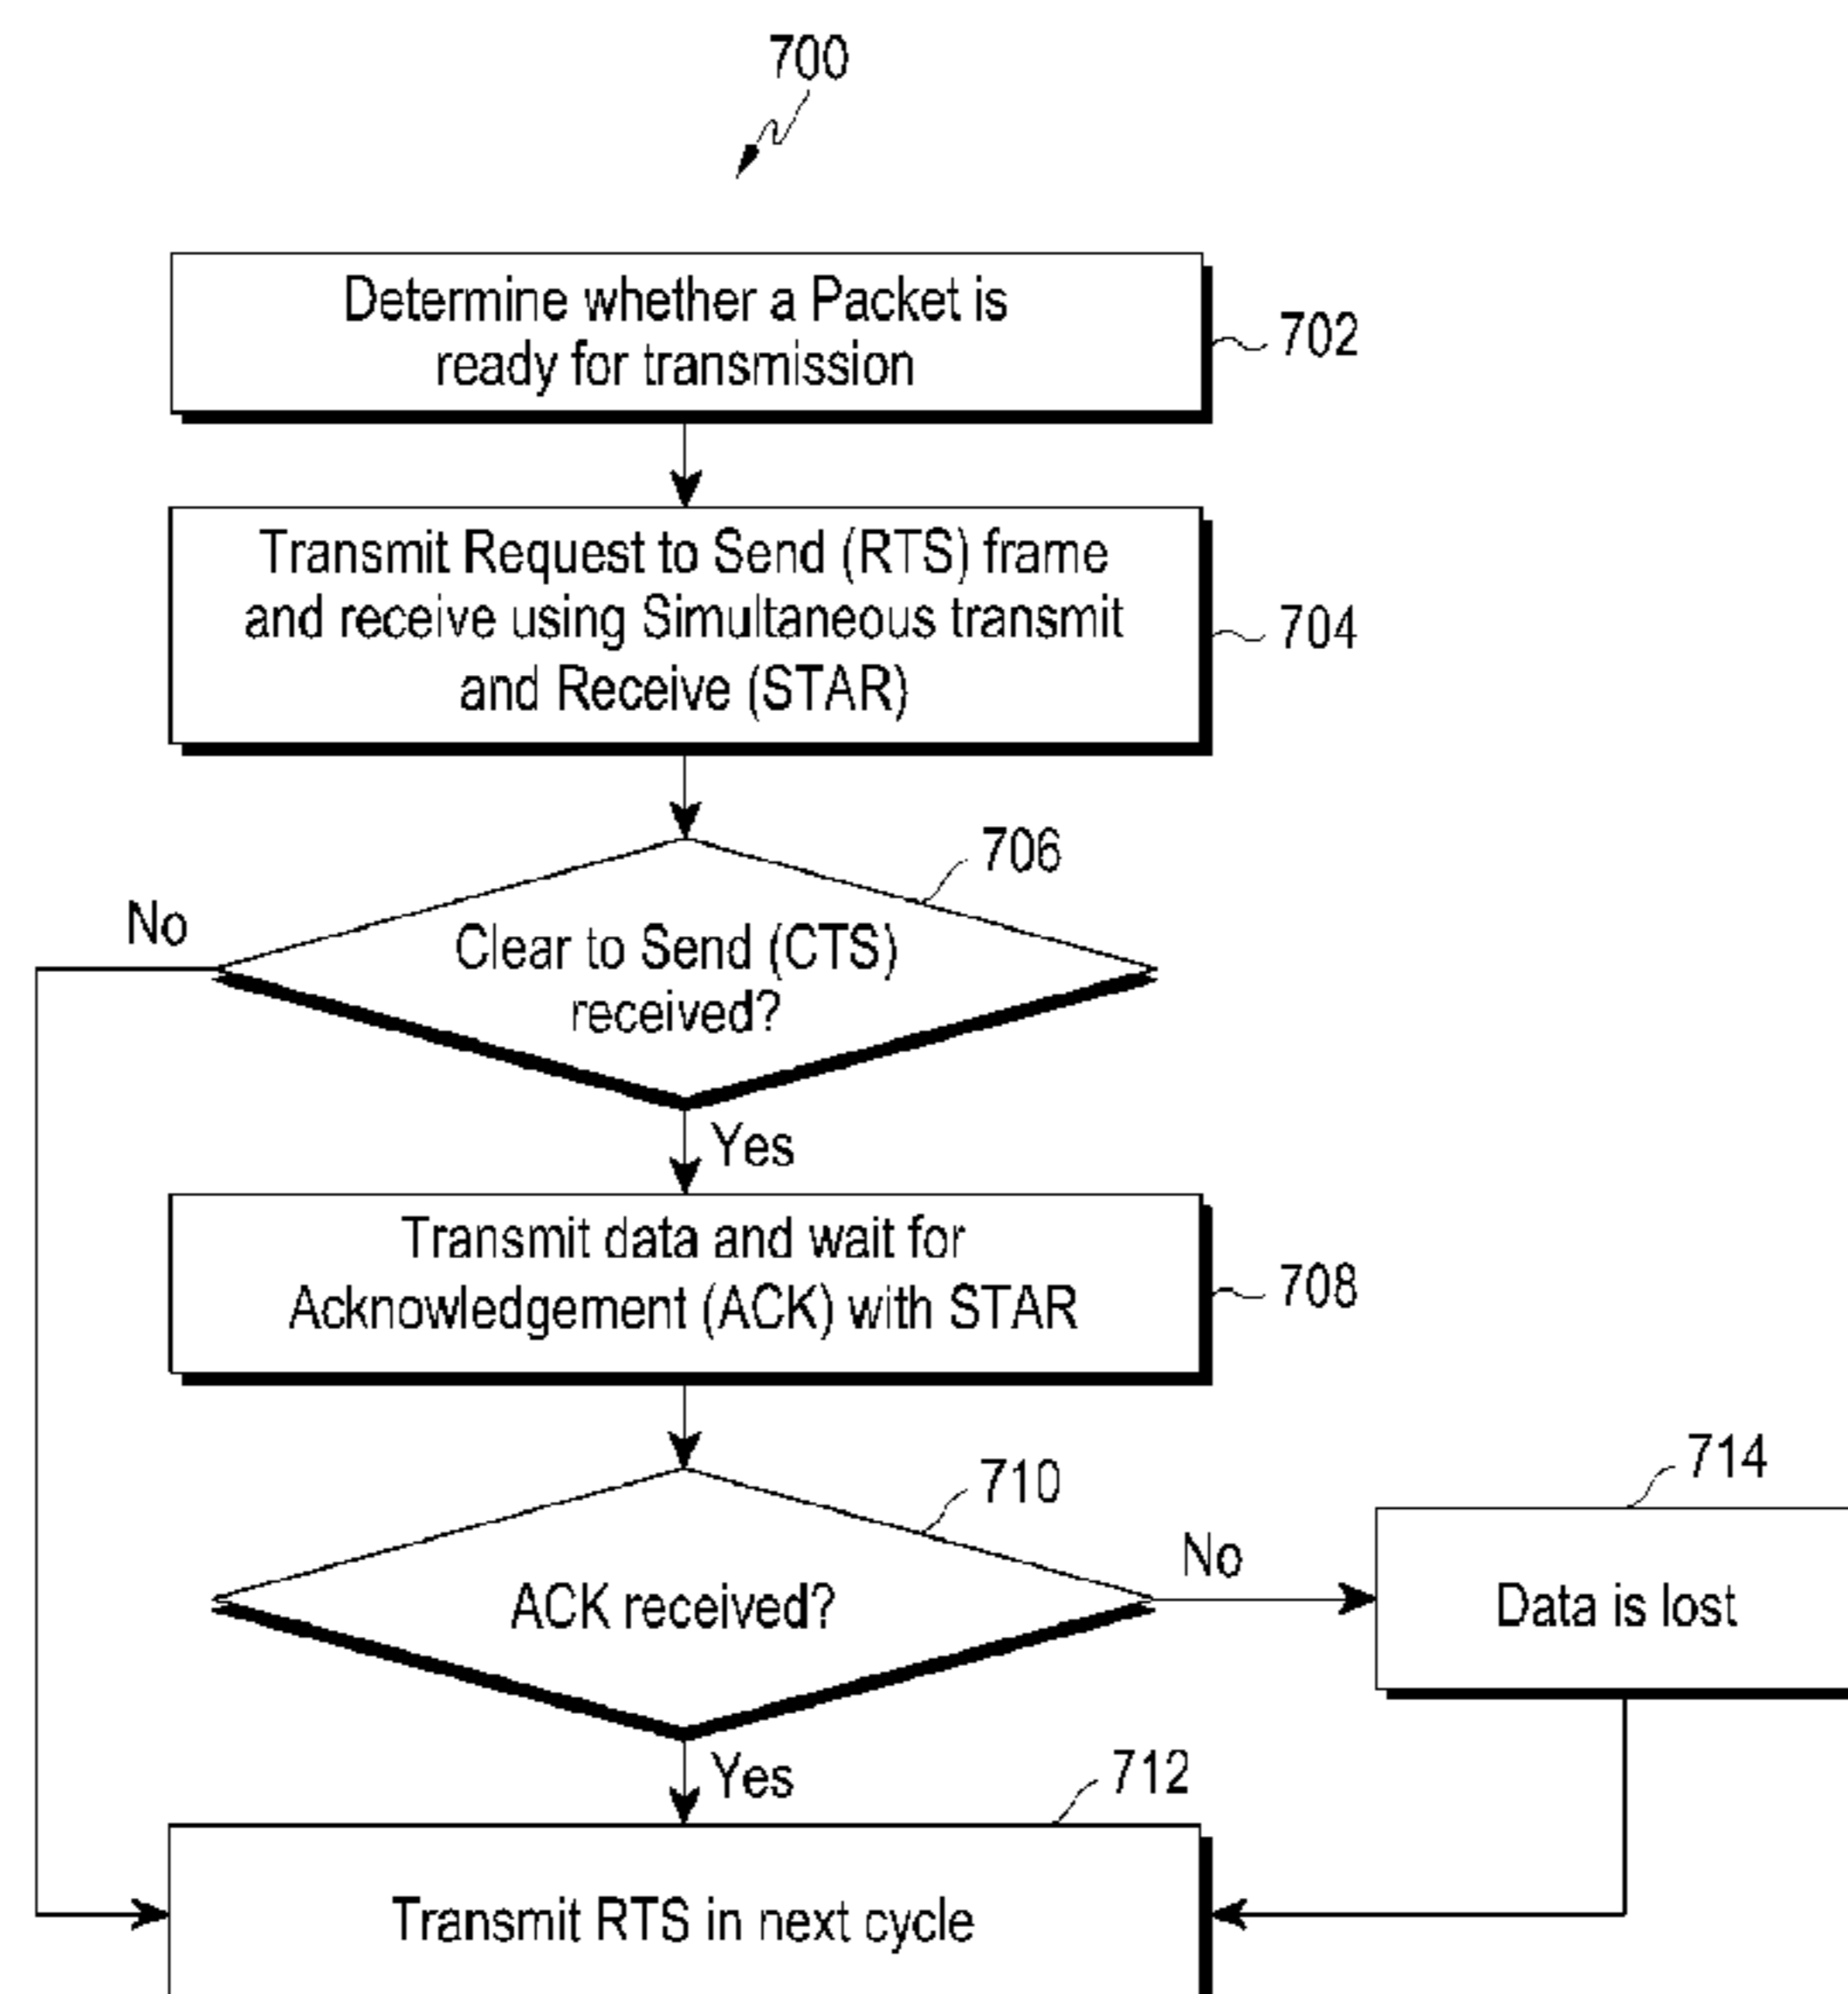 700
Determine whether a Packet is
ready for transmission
702
Transmit Request to Send (RTS) frame
and receive using Simultaneous transmit
and Receive (STAR)
704
706
No
Clear to Send (CTS)
received?
Yes
Transmit data and wait for
Acknowledgement (ACK) with STAR
708
710
714
No
ACK received?
Data is lost
Yes
712
Transmit RTS in next cycle